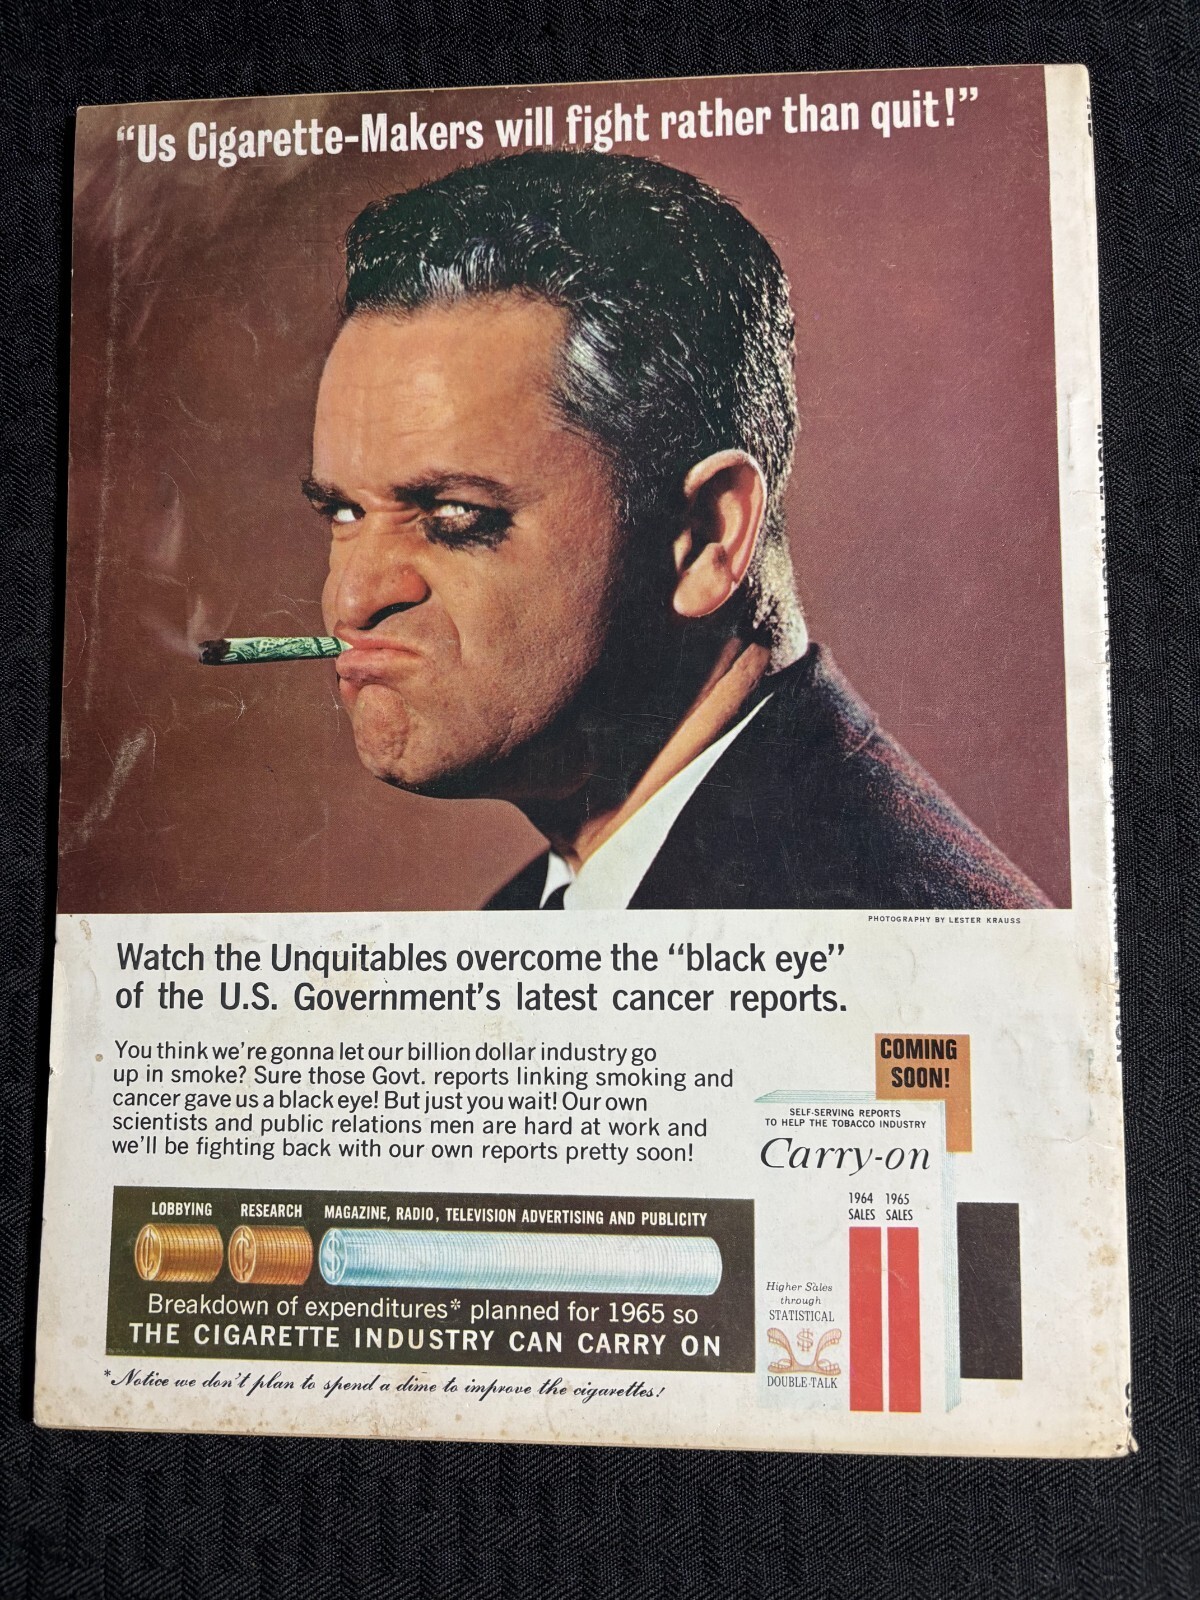 “Us Cigarette-Makers will fight rather than quit!”
PHOTOGRAPHY BY LESTER KRAUSS
Watch the Unquitables overcome the “black eye”
of the U.S. Government’s latest cancer reports.
You think we’re gonna let our billion dollar industry go
up in smoke? Sure those Govt. reports linking smoking and
cancer gave us a black eye! But just you wait! Our own
scientists and public relations men are hard at work and
we’ll be fighting back with our own reports pretty soon!
LOBBYING RESEARCH MAGAZINE, RADIO, TELEVISION ADVERTISING AND PUBLICITY
¢ ¢ $
Breakdown of expenditures* planned for 1965 so
THE CIGARETTE INDUSTRY CAN CARRY ON
*Notice we don’t plan to spend a dime to improve the cigarettes!
COMING
SOON!
SELF-SERVING REPORTS
TO HELP THE TOBACCO INDUSTRY
Carry-on
1964 1965
SALES SALES
Higher Sales
through
STATISTICAL
$
DOUBLE-TALK